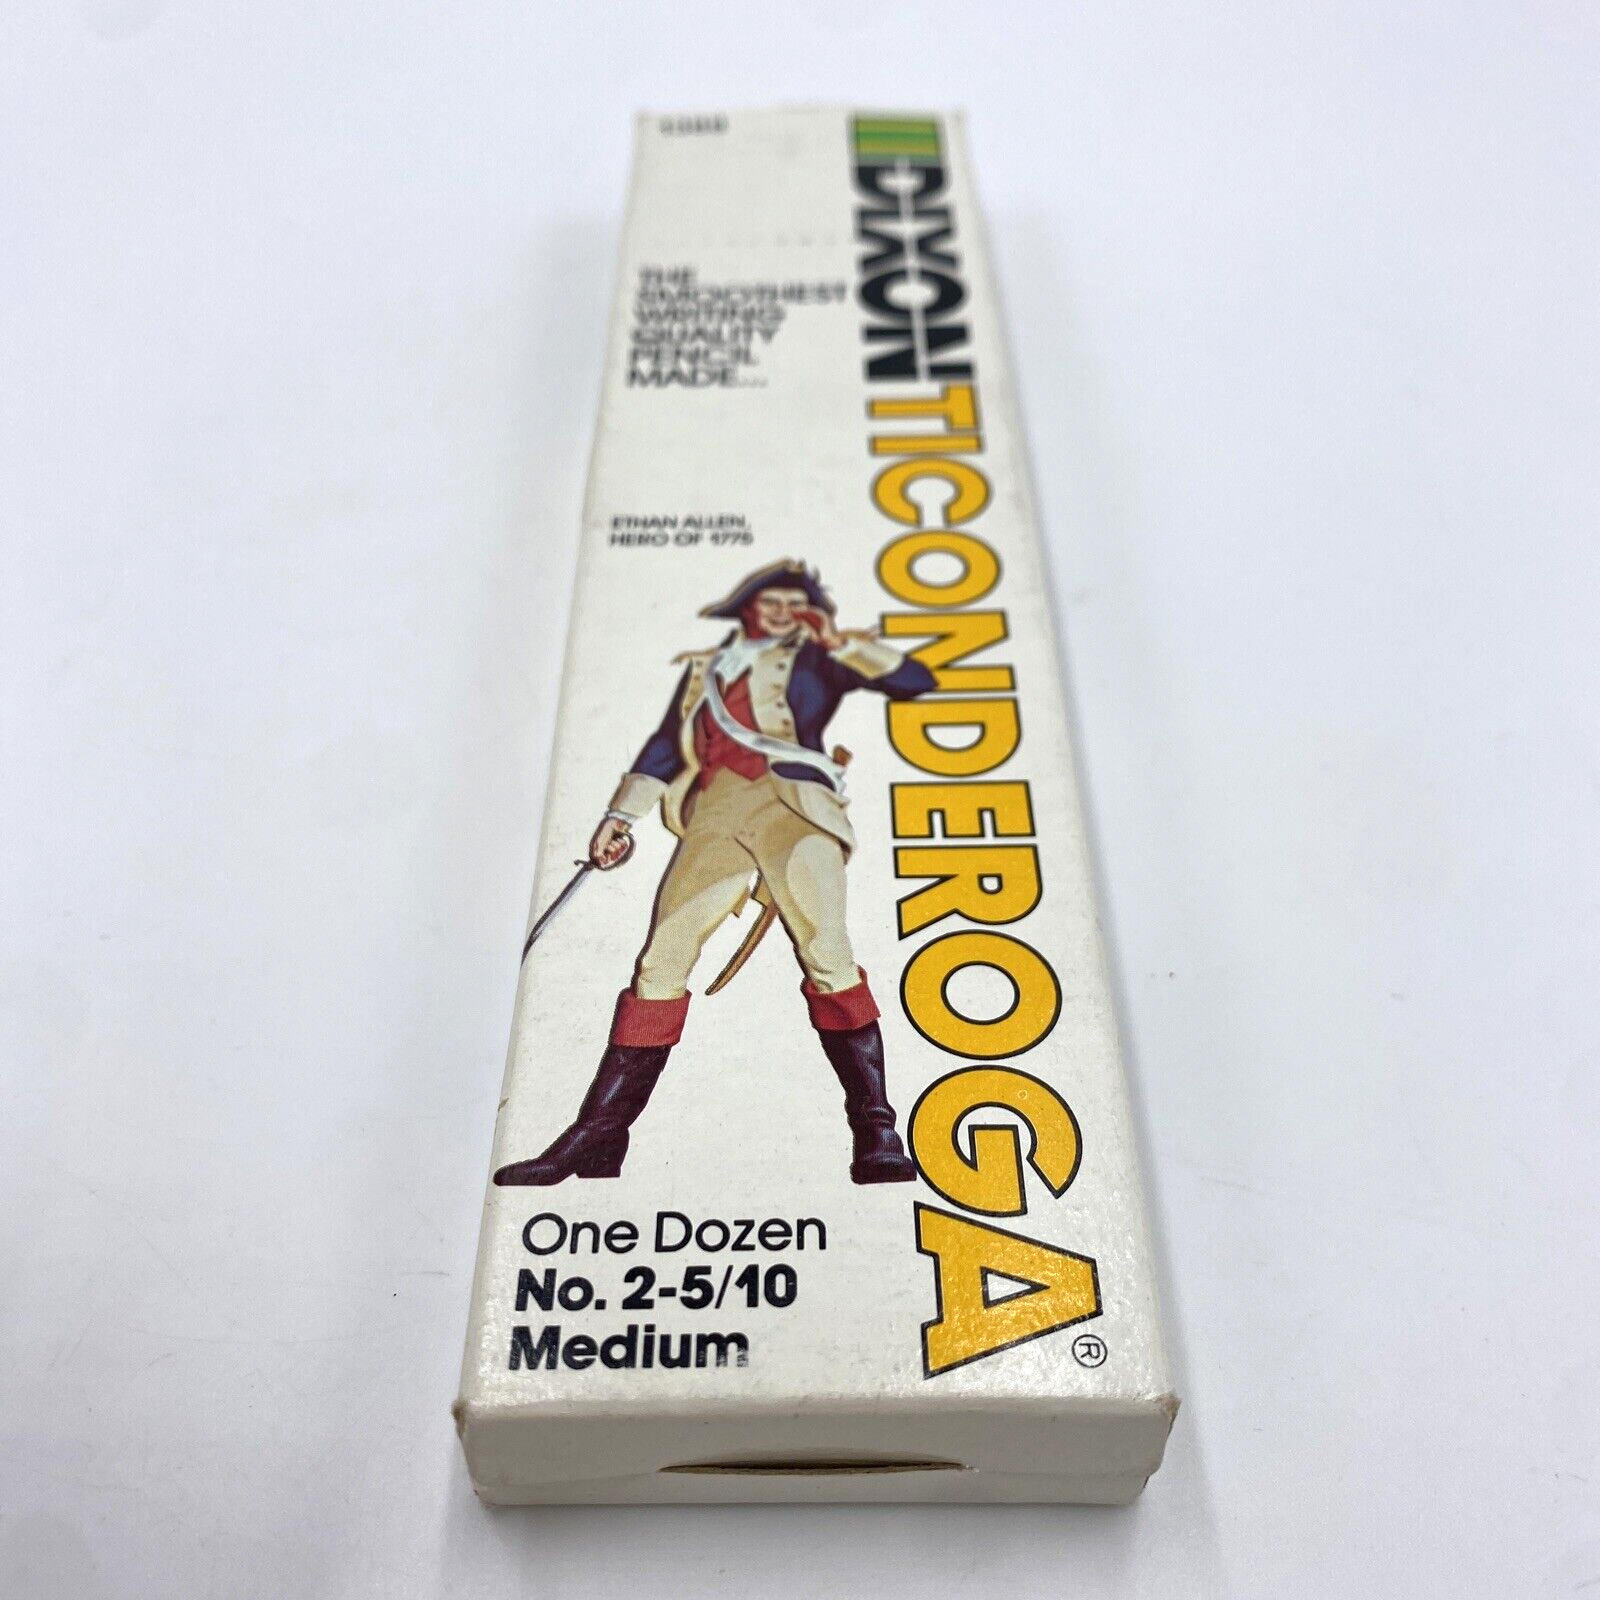 DIXON TICONDEROGA®
THE
SMOOTHEST
WRITING
QUALITY
PENCIL
MADE...
ETHAN ALLEN,
HERO OF 1775
One Dozen
No. 2-5/10
Medium